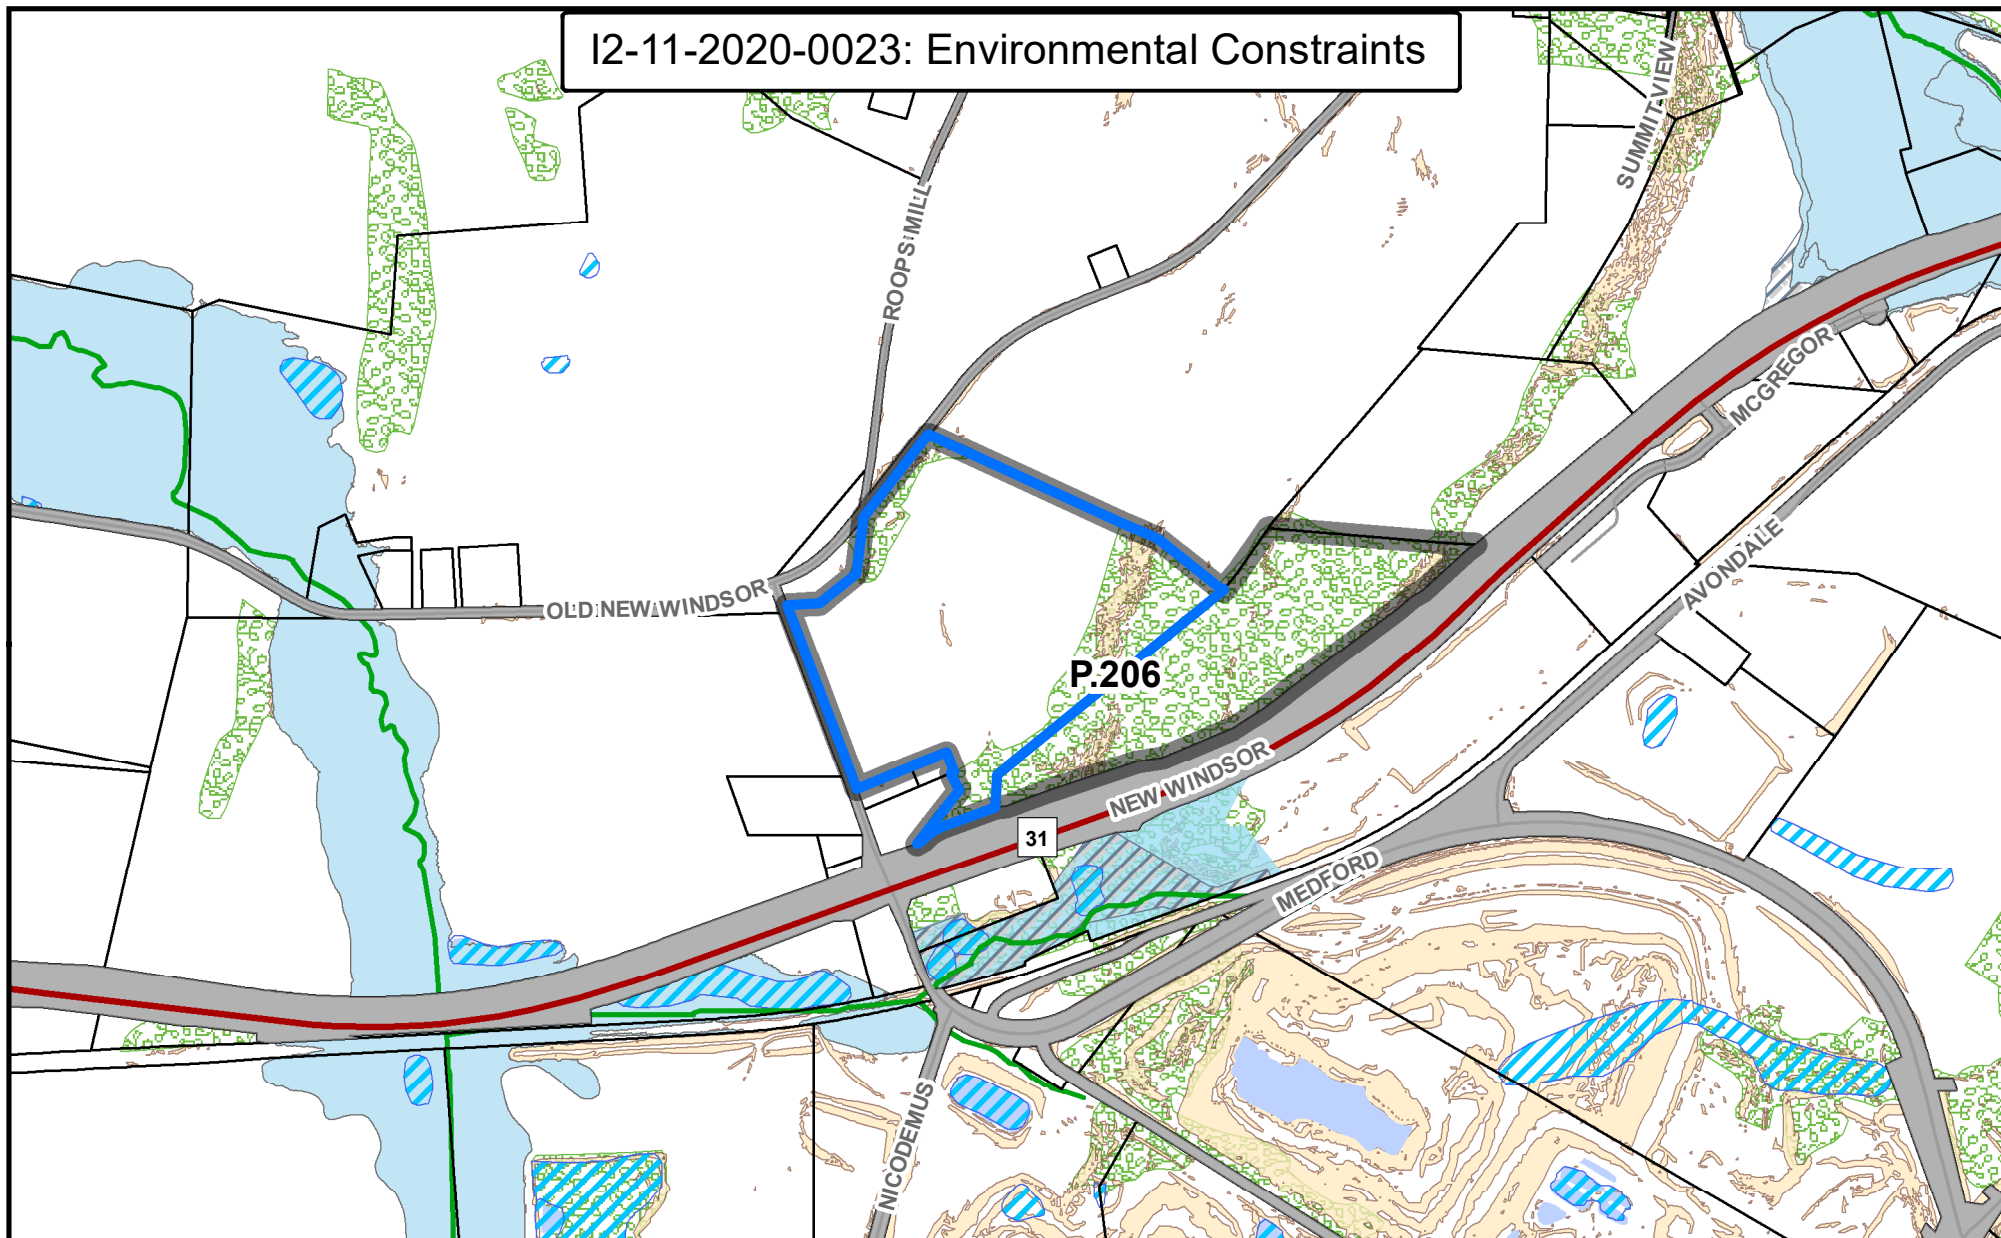 I2-11-2020-0023: Environmental Constraints
SUMMIT VIEW
ROOPS MILL
MCGREGOR
AVONDALE
OLD NEW WINDSOR
P.206
NEW WINDSOR
31
MEDFORD
NICODEMUS